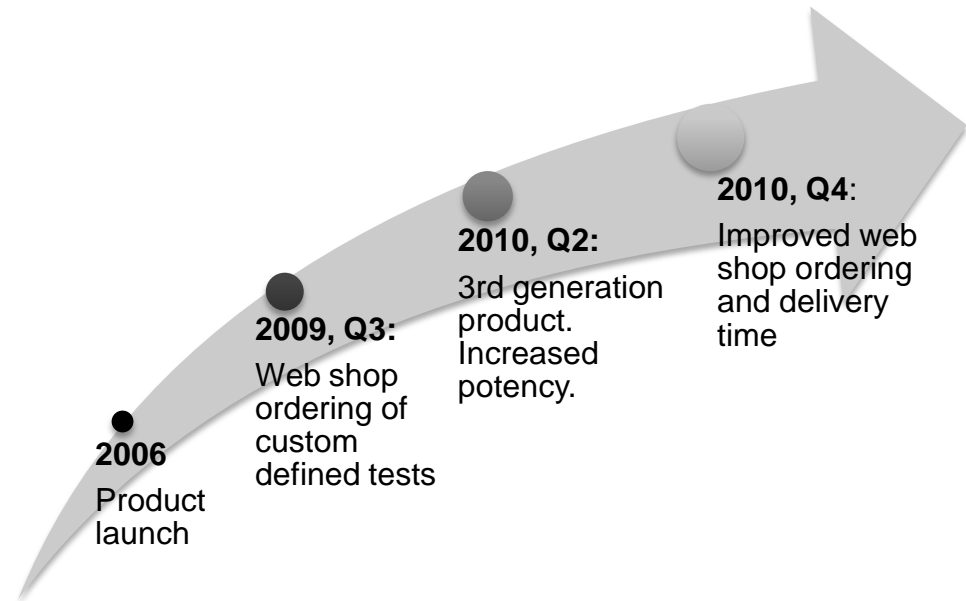 2006
Product
launch
2009, Q3:
Web shop
ordering of
custom
defined tests
2010, Q2:
3rd generation
product.
Increased
potency.
2010, Q4:
Improved web
shop ordering
and delivery
time